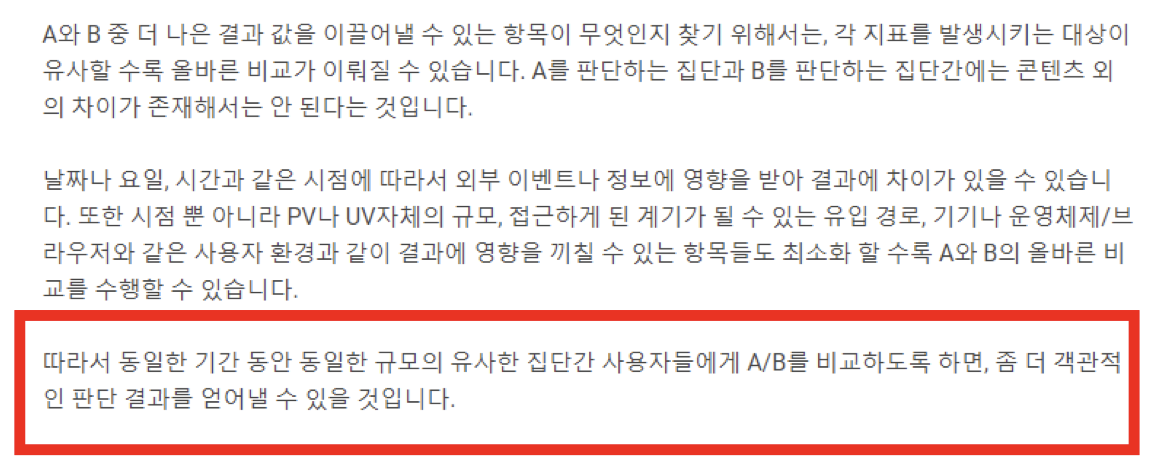 A와 B 중 더 나은 결과 값을 이끌어낼 수 있는 항목이 무엇인지 찾기 위해서는, 각 지표를 발생시키는 대상이
유사할 수록 올바른 비교가 이뤄질 수 있습니다. A를 판단하는 집단과 B를 판단하는 집단간에는 콘텐츠 외
의 차이가 존재해서는 안 된다는 것입니다.
날짜나 요일, 시간과 같은 시점에 따라서 외부 이벤트나 정보에 영향을 받아 결과에 차이가 있을 수 있습니
다. 또한 시점 뿐 아니라 PV나 UV자체의 규모, 접근하게 된 계기가 될 수 있는 유입 경로, 기기나 운영체제/브
라우저와 같은 사용자 환경과 같이 결과에 영향을 끼칠 수 있는 항목들도 최소화 할 수록 A와 B의 올바른 비
교를 수행할 수 있습니다.
따라서 동일한 기간 동안 동일한 규모의 유사한 집단간 사용자들에게 A/B를 비교하도록 하면, 좀 더 객관적
인 판단 결과를 얻어낼 수 있을 것입니다.